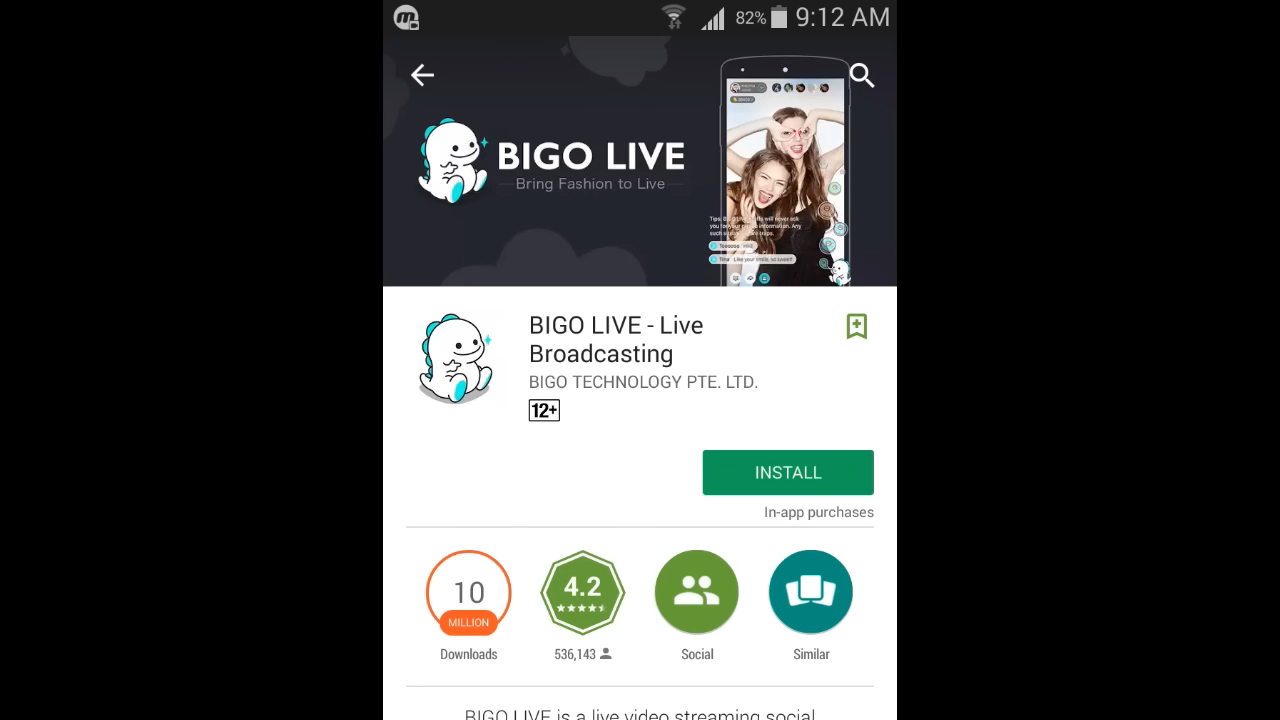 82% 9:12 AM
BIGO LIVE
Bring Fashion to Live
BIGO LIVE - Live
Broadcasting
BIGO TECHNOLOGY PTE. LTD.
12+
INSTALL
In-app purchases
10
MILLION
Downloads
4.2
536,143
Social
Similar
BIGO LIVE is a live video streaming social